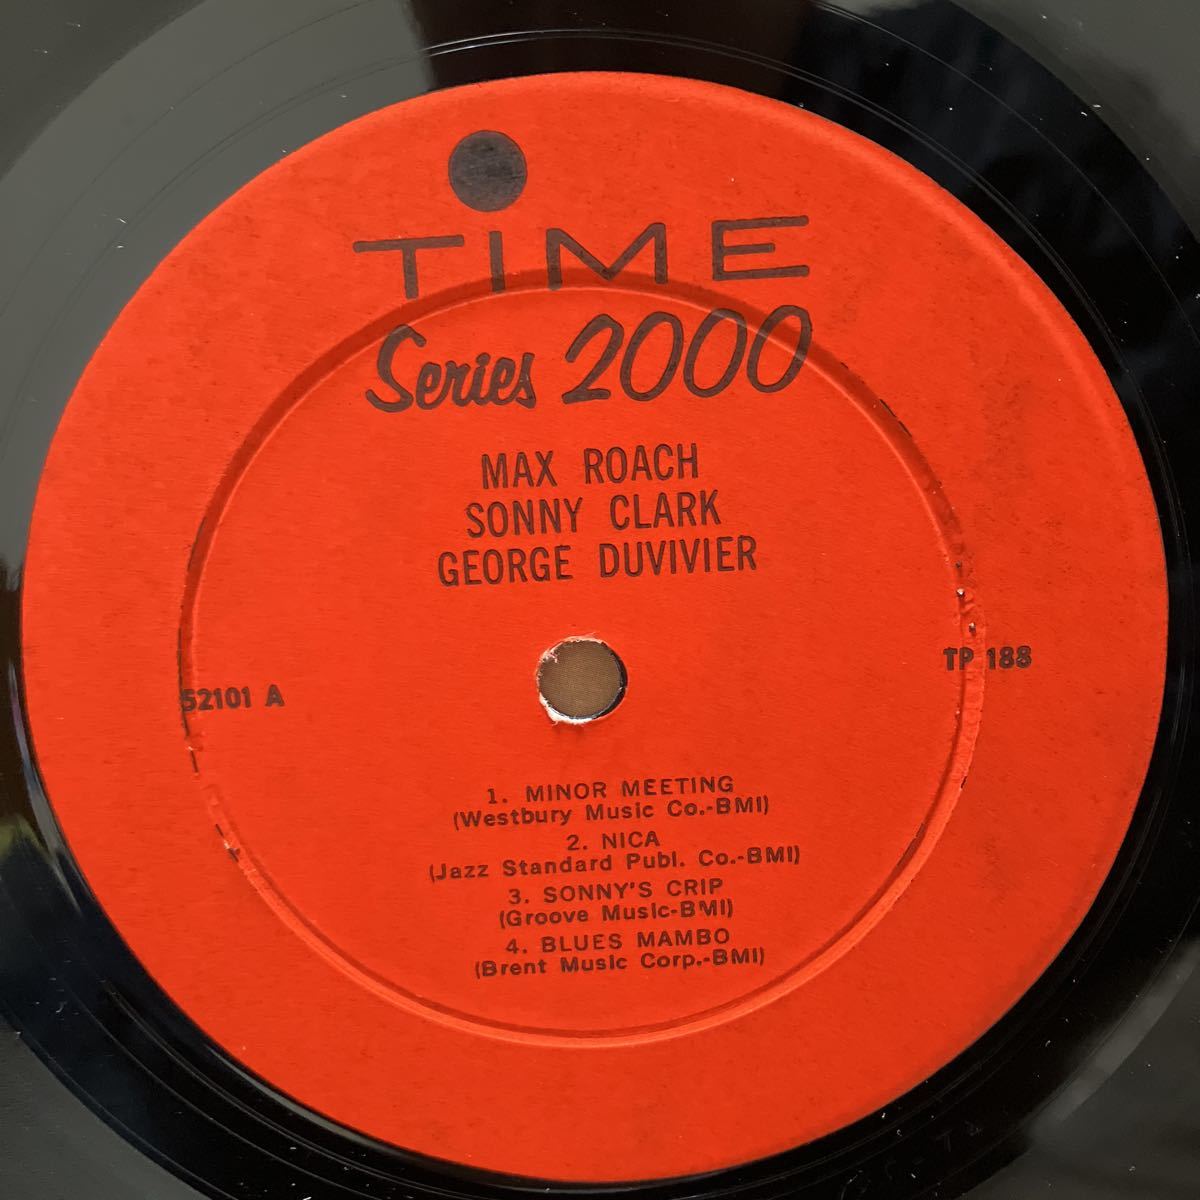 TIME
Series 2000
MAX ROACH
SONNY CLARK
GEORGE DUVIVIER
52101 A
TP 188
1. MINOR MEETING
(Westbury Music Co.-BMI)
2. NICA
(Jazz Standard Publ. Co.-BMI)
3. SONNY'S CRIP
(Groove Music-BMI)
4. BLUES MAMBO
(Brent Music Corp.-BMI)